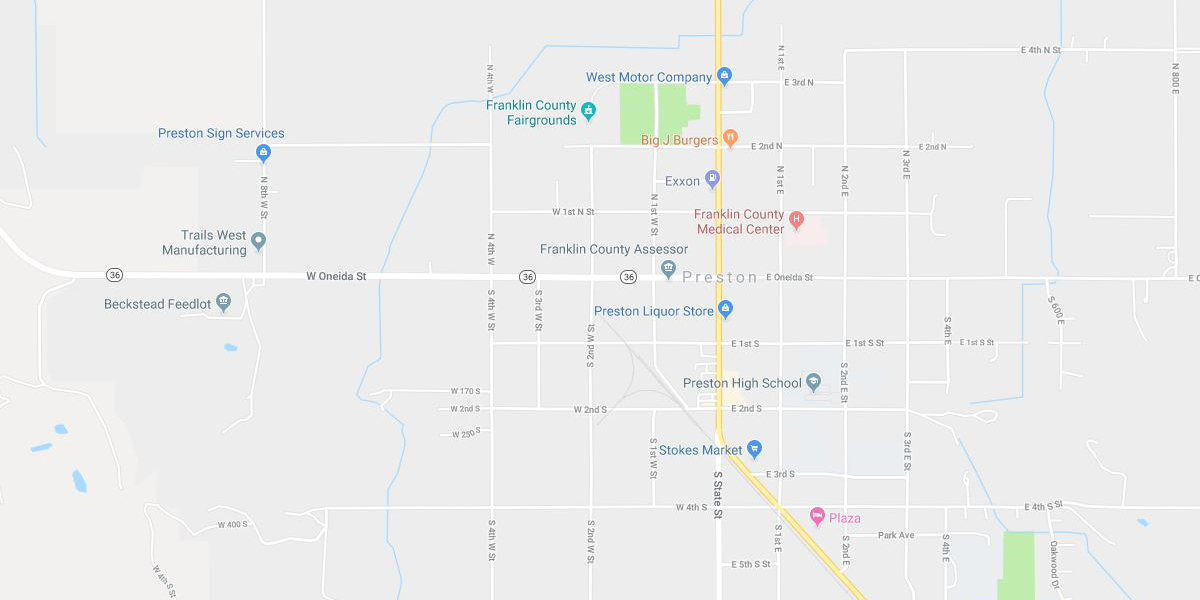 E 4th N St
N 1st E
N 4th W
N 800 E
West Motor Company
E 3rd N
Franklin County
Fairgrounds
Preston Sign Services
Big J Burgers
E 2nd N
E 2nd N
N 3rd E
N 8th W St
Exxon
N 1st E
N 2nd E
N 1st W St
W 1st N St
Franklin County
Medical Center
Trails West
Manufacturing
N 4th W
Franklin County Assessor
36
W Oneida St
36
36
Preston
E Oneida St
Beckstead Feedlot
S 4th W St
S 3rd W St
Preston Liquor Store
S 600 E
S 2nd W St
S 4th E
E 1st S
E 1st S St
E 1st S St
Preston High School
S 2nd E St
W 170 S
W 2nd S
W 2nd S
E 2nd S
W 250 S
S 1st W St
Stokes Market
S 3rd E St
E 3rd S
S State St
W 4th S
E 4th S St
Plaza
W 400 S
S 4th W St
S 2nd W St
S 1st E
S 2nd E
Park Ave
S 4th E
Oakwood Dr
E 5th S St
W 4th S St